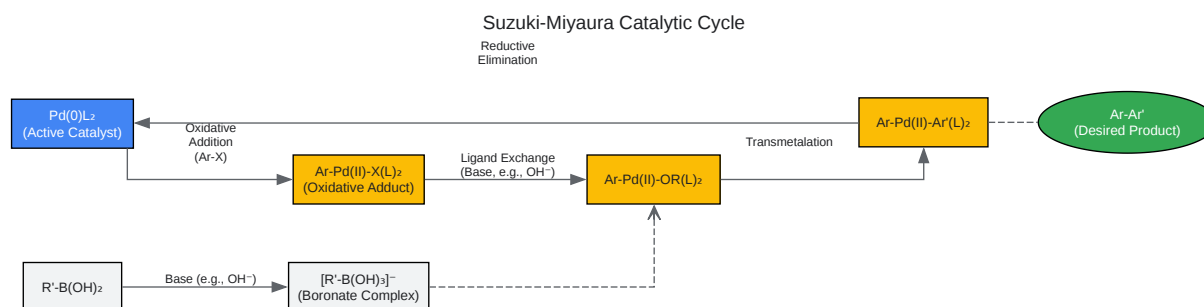 Suzuki-Miyaura Catalytic Cycle
Reductive
Elimination
Pd(0)L₂
(Active Catalyst)
Oxidative
Addition
(Ar-X)
Ar-Pd(II)-X(L)₂
(Oxidative Adduct)
Ligand Exchange
(Base, e.g., OH⁻)
Ar-Pd(II)-OR(L)₂
Transmetalation
Ar-Pd(II)-Ar'(L)₂
Ar-Ar'
(Desired Product)
R'-B(OH)₂
Base (e.g., OH⁻)
[R'-B(OH)₃]⁻
(Boronate Complex)